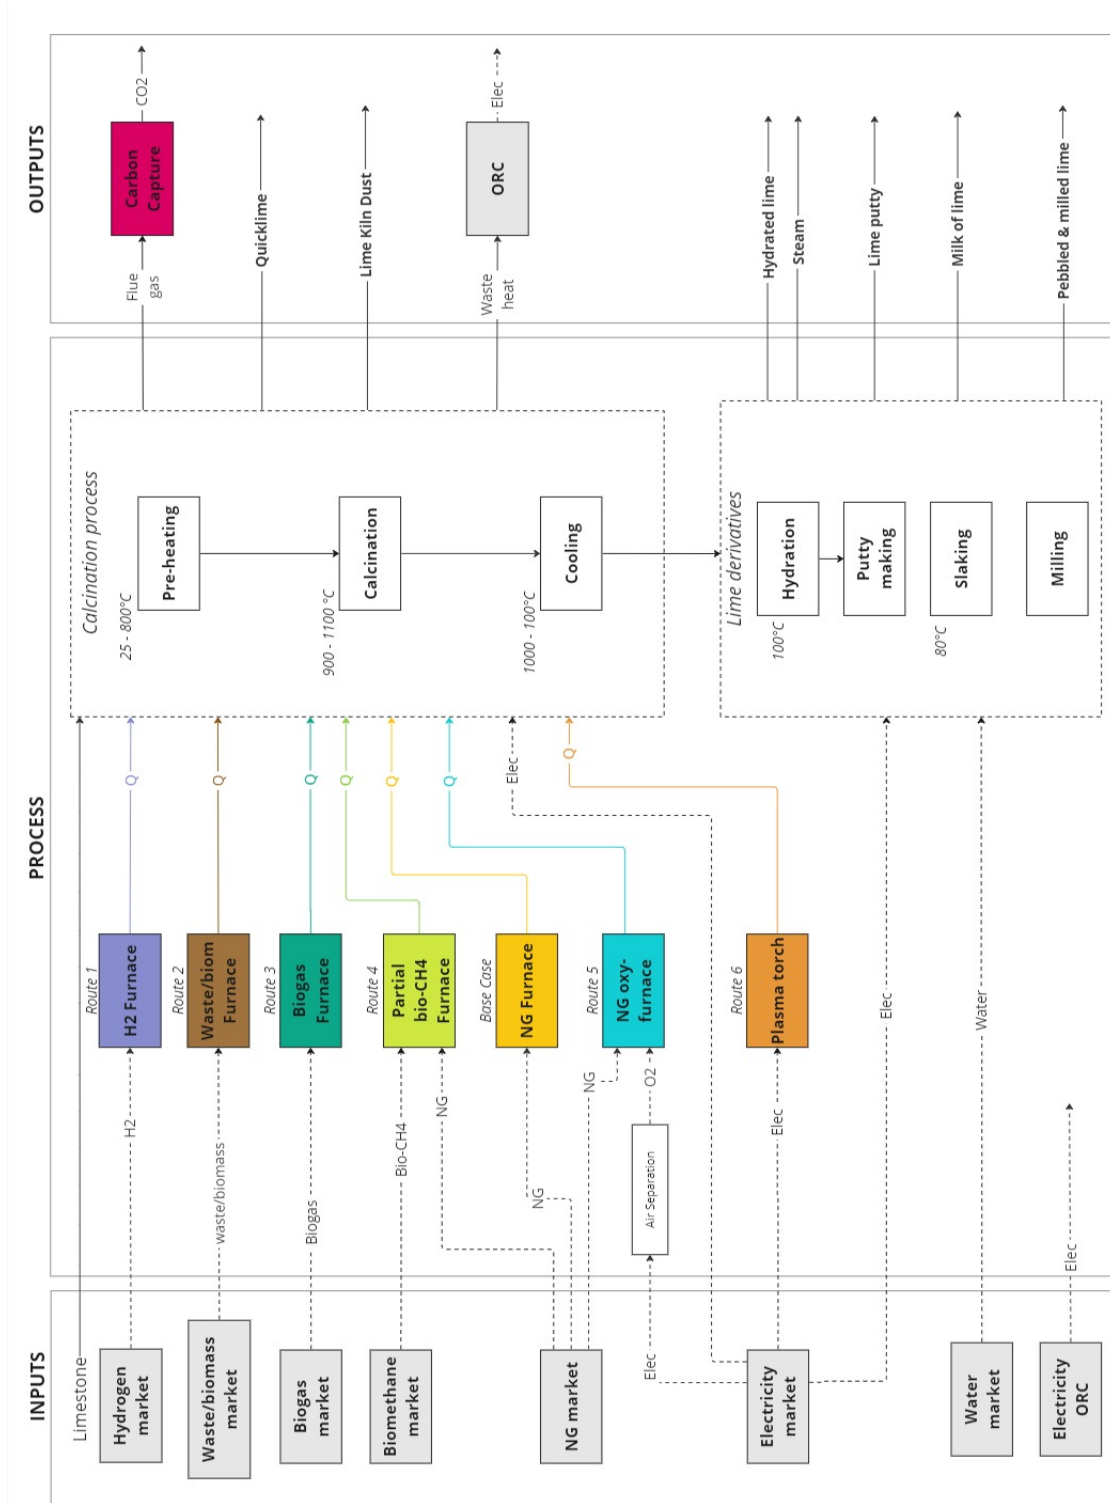 INPUTS
PROCESS
OUTPUTS
Limestone
Hydrogen
market
H2
Route 1
H2 Furnace
Q
Waste/biomass
market
waste/biomass
Route 2
Waste/biom
Furnace
Q
Biogas
market
Biogas
Route 3
Biogas
Furnace
Q
Biomethane
market
Bio-CH4
NG
Route 4
Partial
bio-CH4
Furnace
Q
NG market
NG
Base Case
NG Furnace
Q
NG
Elec
Air Separation
O2
Route 5
NG oxy-
furnace
Q
Elec
Electricity
market
Elec
Route 6
Plasma torch
Q
Elec
Water
market
Water
Electricity
ORC
Elec
Calcination process
25 - 800°C
Pre-heating
900 - 1100 °C
Calcination
1000 - 100°C
Cooling
Lime derivatives
100°C
Hydration
Putty
making
80°C
Slaking
Milling
Flue
gas
Carbon
Capture
CO2
Quicklime
Lime Kiln Dust
Waste
heat
ORC
Elec
Hydrated lime
Steam
Lime putty
Milk of lime
Pebbled & milled lime